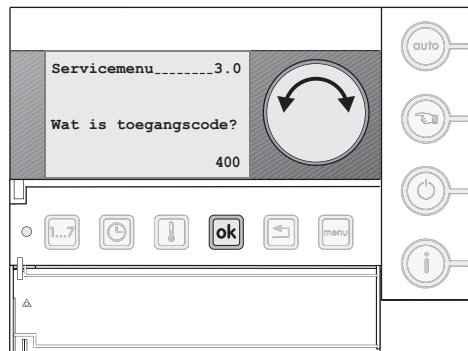 Servicemenu_______3.0
Wat is toegangscode?
400
auto
1...7
ok
menu
i